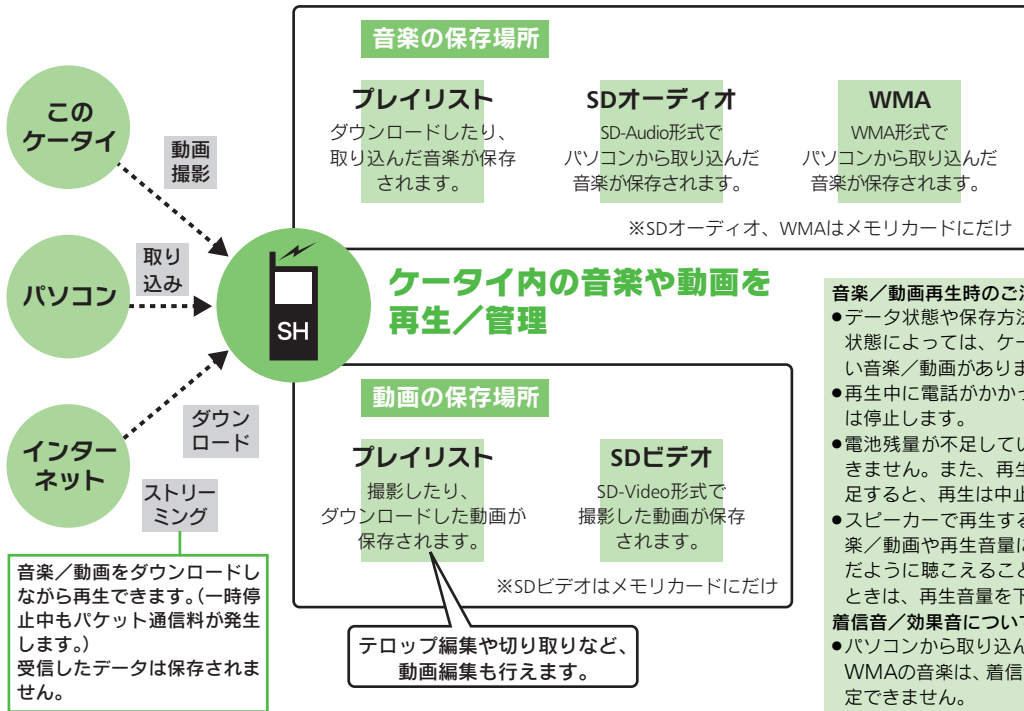 音楽の保存場所
プレイリスト
ダウンロードしたり、
取り込んだ音楽が保存
されます。
SDオーディオ
SD-Audio形式で
パソコンから取り込んだ
音楽が保存されます。
WMA
WMA形式で
パソコンから取り込んだ
音楽が保存されます。
※SDオーディオ、WMAはメモリカードにだけ
この
ケータイ
動画
撮影
パソコン
取り
込み
インター
ネット
ダウン
ロード
ストリー
ミング
SH
ケータイ内の音楽や動画を
再生／管理
動画の保存場所
プレイリスト
撮影したり、
ダウンロードした動画が
保存されます。
SDビデオ
SD-Video形式で
撮影した動画が保存
されます。
※SDビデオはメモリカードにだけ
テロップ編集や切り取りなど、
動画編集も行えます。
音楽／動画をダウンロードし
ながら再生できます。（一時停
止中もパケット通信料が発生
します。）
受信したデータは保存されま
せん。
音楽／動画再生時のご
●データ状態や保存方
状態によっては、ケー
い音楽／動画がありま
●再生中に電話がかかっ
は停止します。
●電池残量が不足してい
きません。また、再生
足すると、再生は中止
●スピーカーで再生する
楽／動画や再生音量に
だように聴こえること
ときは、再生音量を下
着信音／効果音について
●パソコンから取り込ん
WMAの音楽は、着信
定できません。